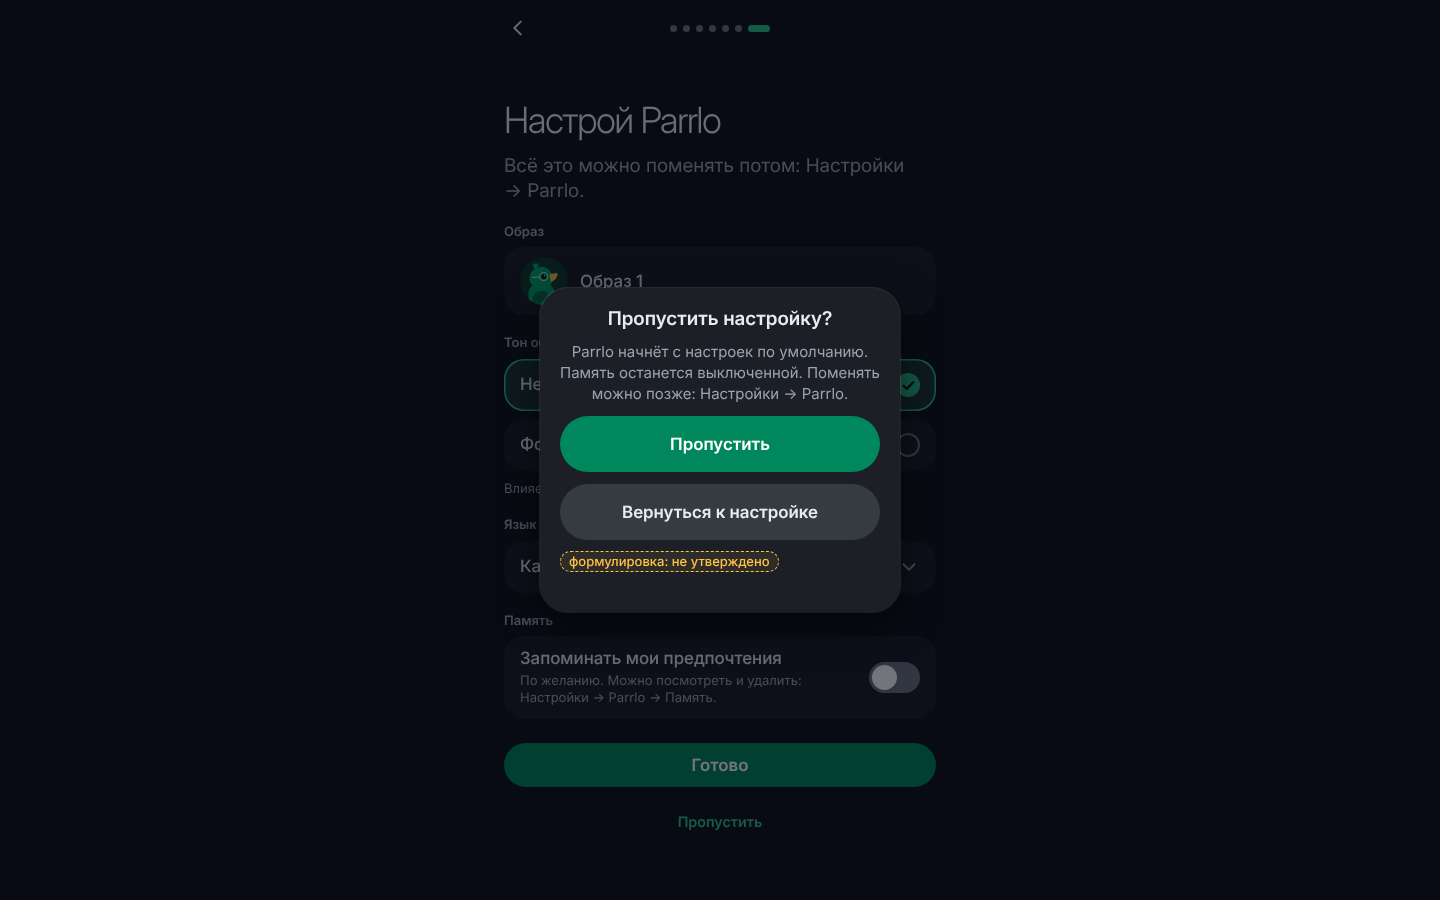 Настрой Parrlo
Всё это можно поменять потом: Настройки
→ Parrlo.
Образ
Образ 1
Пропустить настройку?
Parrlo начнёт с настроек по умолчанию.
Память останется выключенной. Поменять
можно позже: Настройки → Parrlo.
Пропустить
Вернуться к настройке
формулировка: не утверждено
Тон
Язык
Память
Запоминать мои предпочтения
По желанию. Можно посмотреть и удалить:
Настройки → Parrlo → Память.
Готово
Пропустить